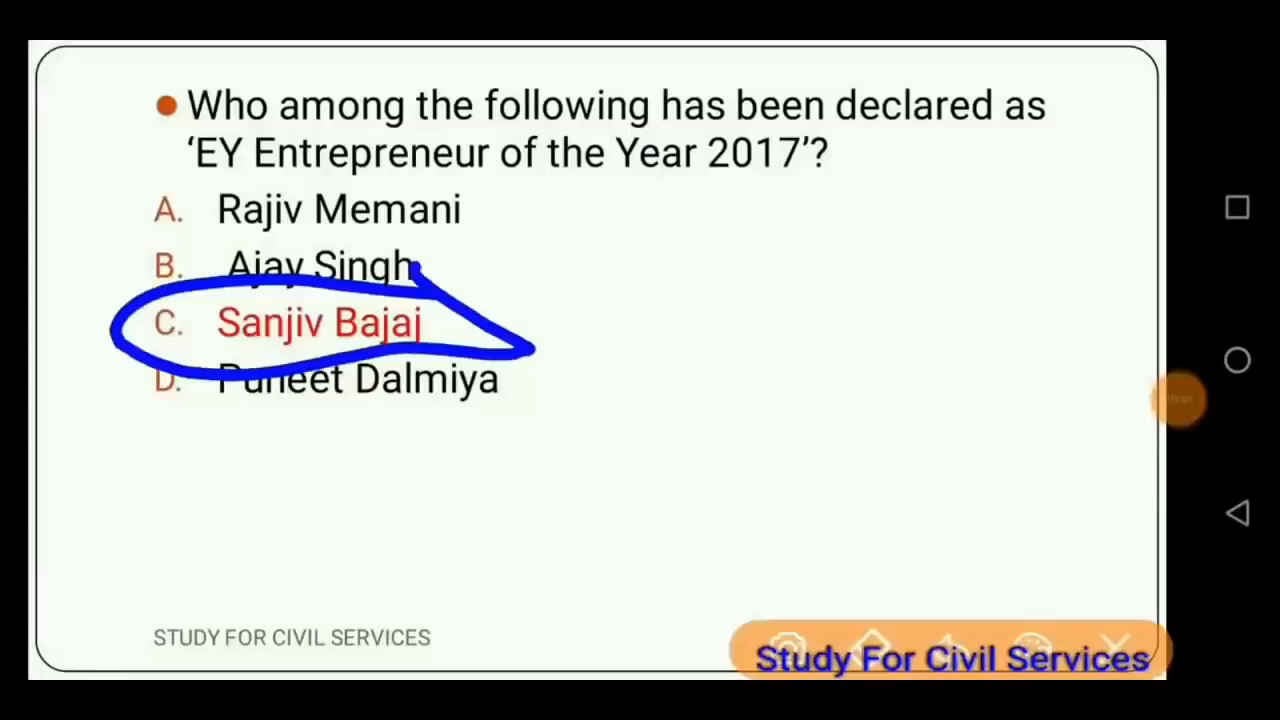 Who among the following has been declared as
‘EY Entrepreneur of the Year 2017’?
A. Rajiv Memani
B. Ajay Singh
C. Sanjiv Bajaj
D. Puneet Dalmiya
STUDY FOR CIVIL SERVICES
Study For Civil Services